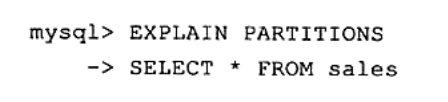 mysql> EXPLAIN PARTITIONS
-> SELECT * FROM sales